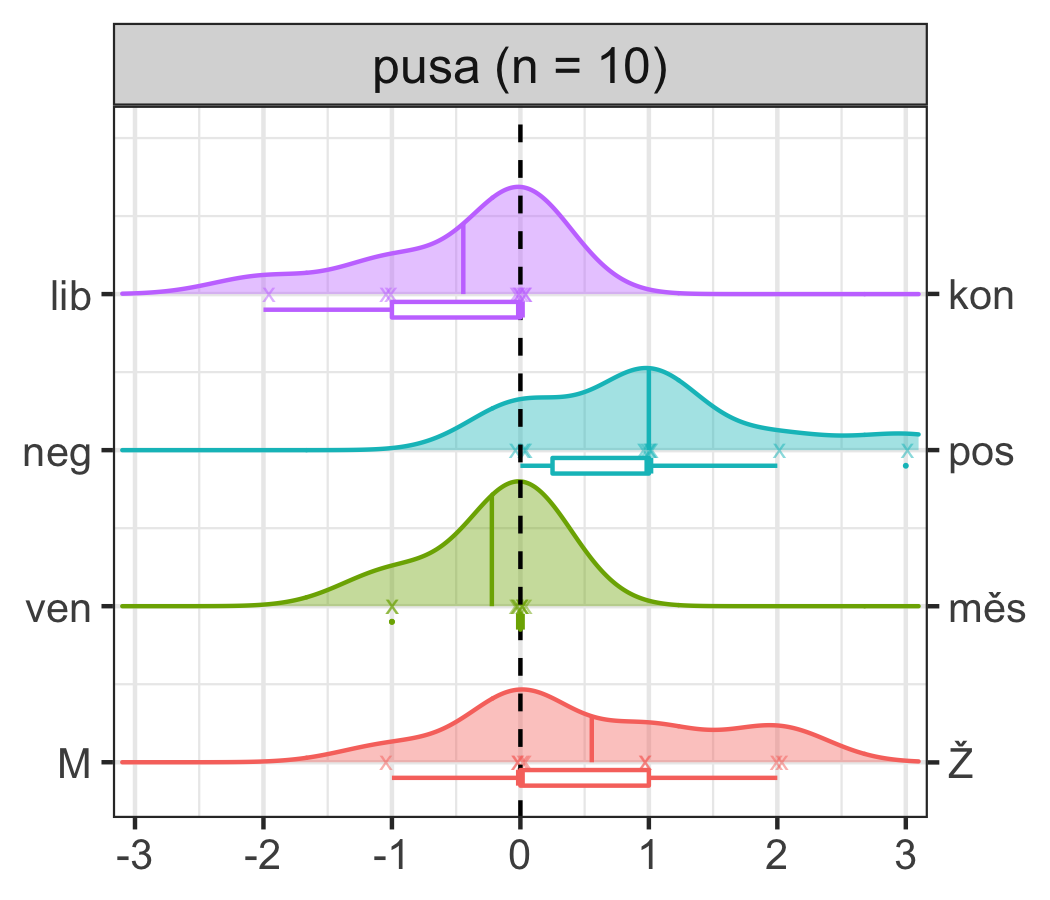 pusa (n = 10)
lib kon
neg pos
ven měs
M Ž
-3 -2 -1 0 1 2 3